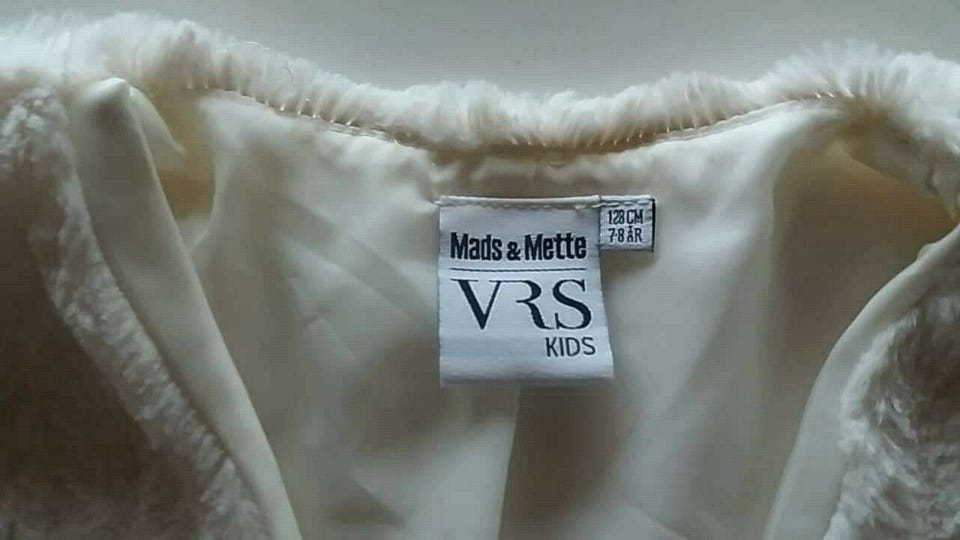 Mads & Mette
VRS
KIDS
128 CM
7-8 ÅR